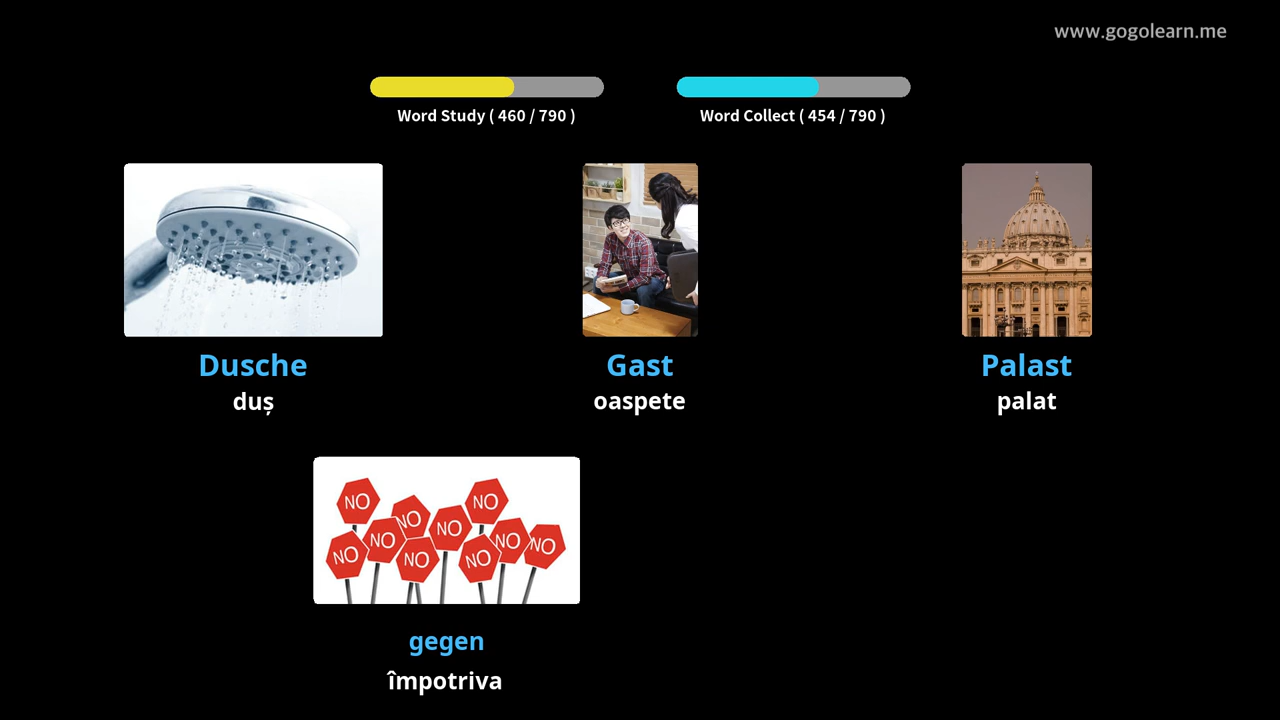 www.gogolearn.me
Word Study ( 460 / 790 )
Word Collect ( 454 / 790 )
Dusche
duș
Gast
oaspete
Palast
palat
NO
NO
NO
NO
NO
NO
NO
NO
NO
NO
gegen
împotriva